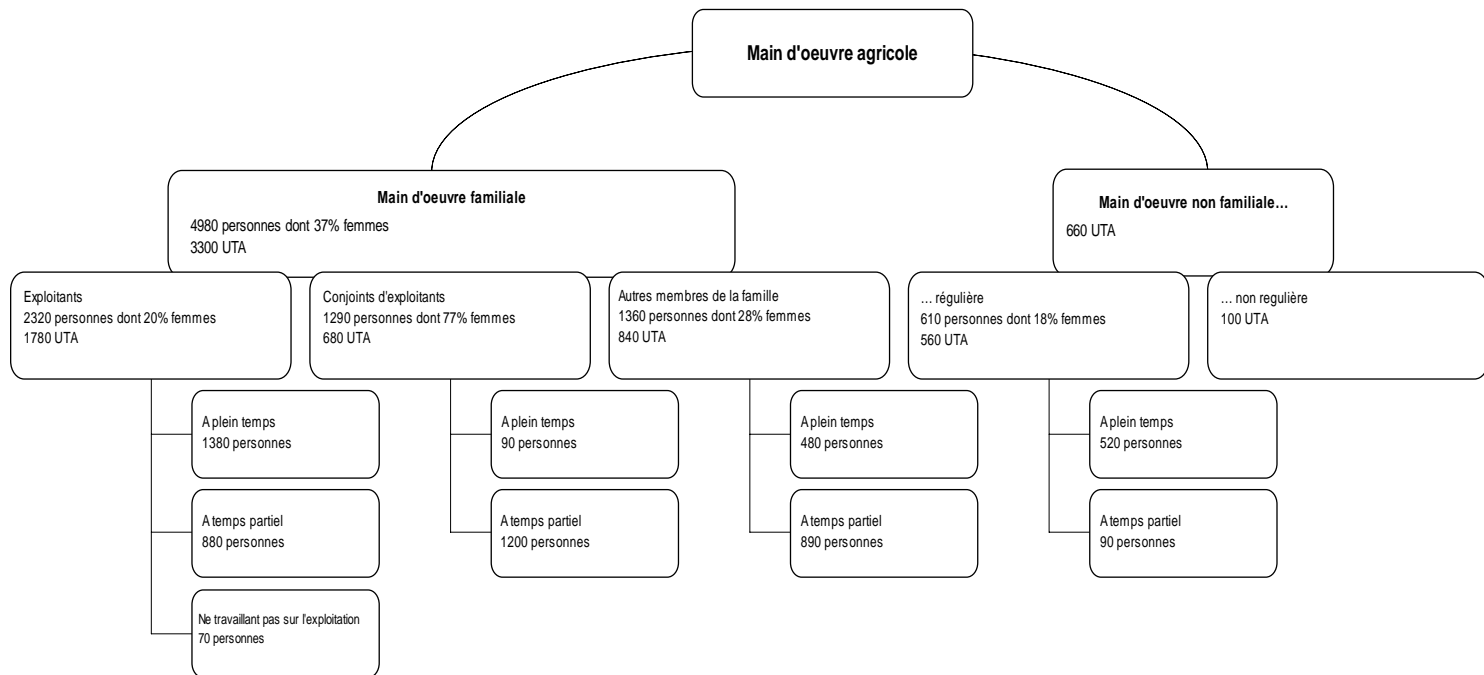 Main d'oeuvre agricole
Main d'oeuvre familiale
4980 personnes dont 37% femmes
3300 UTA
Main d'oeuvre non familiale...
660 UTA
Exploitants
2320 personnes dont 20% femmes
1780 UTA
Conjoints d'exploitants
1290 personnes dont 77% femmes
680 UTA
Autres membres de la famille
1360 personnes dont 28% femmes
840 UTA
... régulière
610 personnes dont 18% femmes
560 UTA
... non regulière
100 UTA
A plein temps
1380 personnes
A plein temps
90 personnes
A plein temps
480 personnes
A plein temps
520 personnes
A temps partiel
880 personnes
A temps partiel
1200 personnes
A temps partiel
890 personnes
A temps partiel
90 personnes
Ne travaillant pas sur l'exploitation
70 personnes